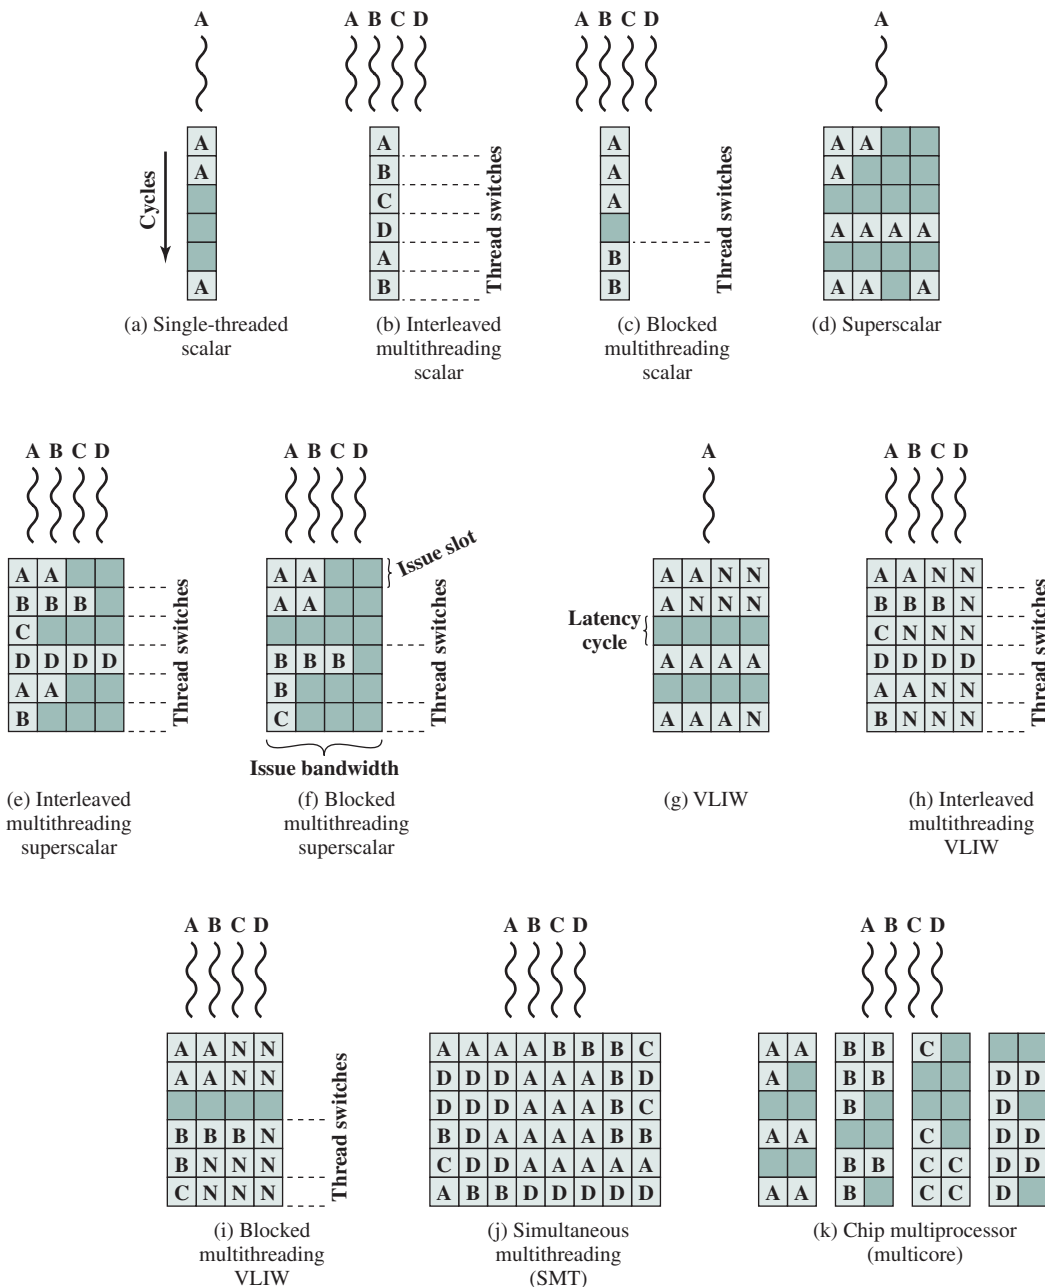 A
A B C D
A B C D
A
Cycles
A
A
A
A
B
C
D
A
B
Thread switches
A
A
A
B
B
Thread switches
A A
A
A A A A
A A A
(a) Single-threaded
scalar
(b) Interleaved
multithreading
scalar
(c) Blocked
multithreading
scalar
(d) Superscalar
A B C D
A B C D
A
A B C D
A A
B B B
C
D D D D
A A
B
Thread switches
A A
A A
B B B
B
C
Issue slot
Thread switches
Issue bandwidth
Latency
cycle
A A N N
A N N N
A A A A
A A A N
A A N N
B B B N
C N N N
D D D D
A A N N
B N N N
Thread switches
(e) Interleaved
multithreading
superscalar
(f) Blocked
multithreading
superscalar
(g) VLIW
(h) Interleaved
multithreading
VLIW
A B C D
A B C D
A B C D
A A N N
A A N N
B B B N
B N N N
C N N N
Thread switches
A A A A B B B C
D D D A A A B D
D D D A A A B C
B D A A A A B B
C D D A A A A A
A B B D D D D D
A A
A
A A
A A
B B
B B
B
B B
B
C
C
C C
C C
D D
D
D D
D D
D
(i) Blocked
multithreading
VLIW
(j) Simultaneous
multithreading
(SMT)
(k) Chip multiprocessor
(multicore)